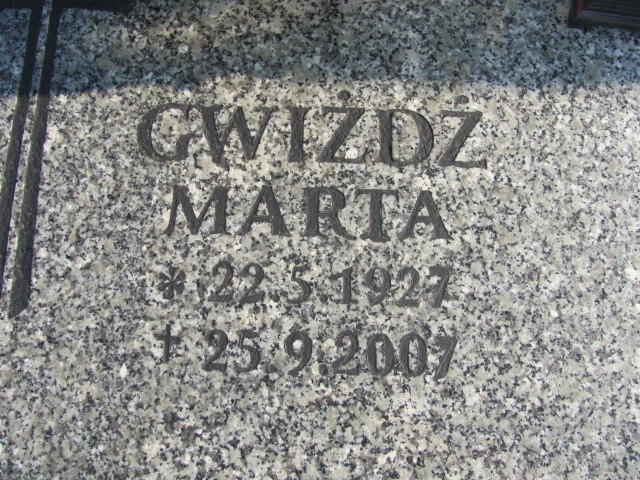 GWIŻDŻ
MARTA
* 22.5.1927
† 25.9.2007